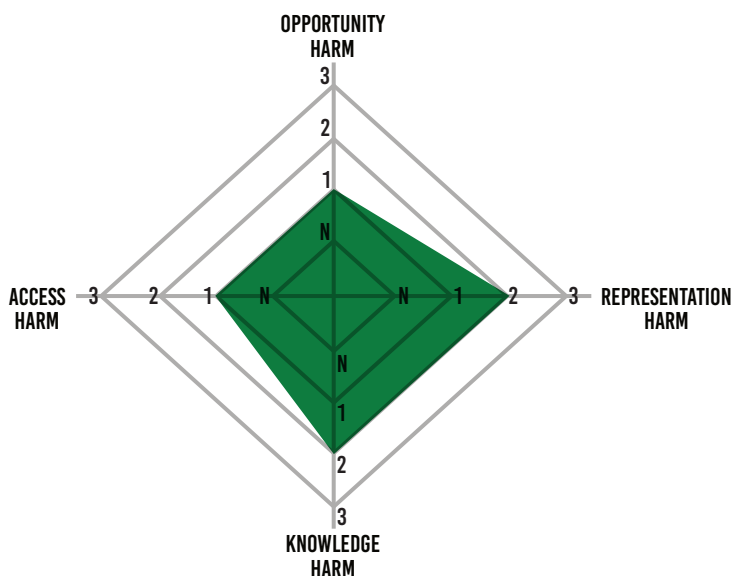 OPPORTUNITY
HARM
3
2
1
N
ACCESS
HARM
3 2 1 N N 1 2 3
REPRESENTATION
HARM
N
1
2
3
KNOWLEDGE
HARM